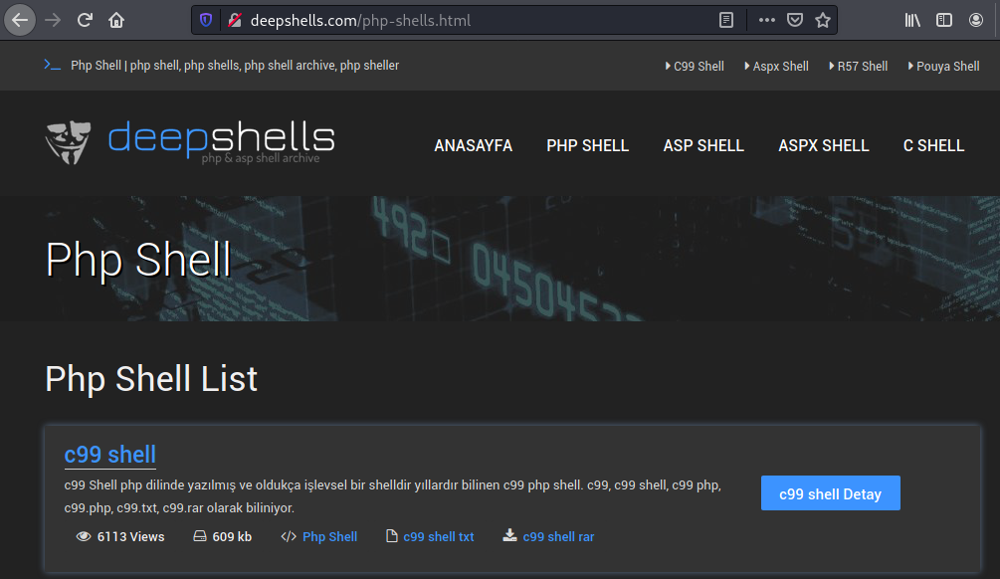 deepshells.com/php-shells.html
Php Shell | php shell, php shells, php shell archive, php sheller
C99 Shell
Aspx Shell
R57 Shell
Pouya Shell
deepshells
php & asp shell archive
ANASAYFA
PHP SHELL
ASP SHELL
ASPX SHELL
C SHELL
Php Shell
Php Shell List
c99 shell
c99 Shell php dilinde yazılmış ve oldukça işlevsel bir shelldir yıllardır bilinen c99 php shell. c99, c99 shell, c99 php,
c99.php, c99.txt, c99.rar olarak biliniyor.
c99 shell Detay
6113 Views
609 kb
Php Shell
c99 shell txt
c99 shell rar